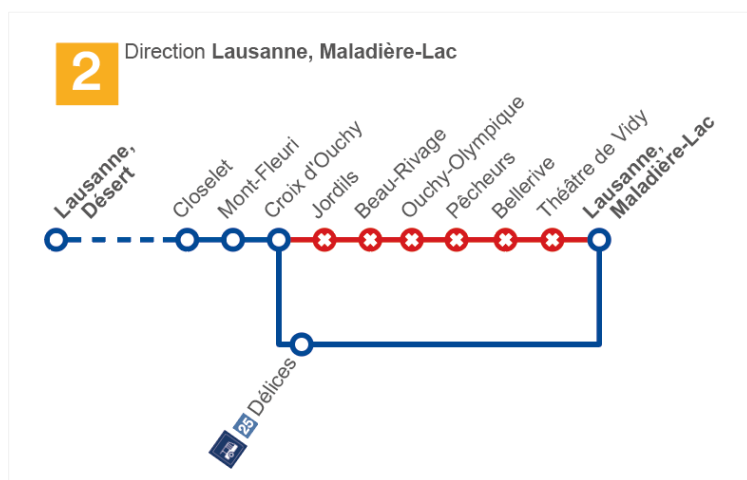 2
Direction Lausanne, Maladière-Lac
Lausanne,
Désert
Closelet
Mont-Fleuri
Croix d'Ouchy
Jordils
Beau-Rivage
Ouchy-Olympique
Pêcheurs
Bellerive
Théâtre de Vidy
Lausanne,
Maladière-Lac
25 Délices